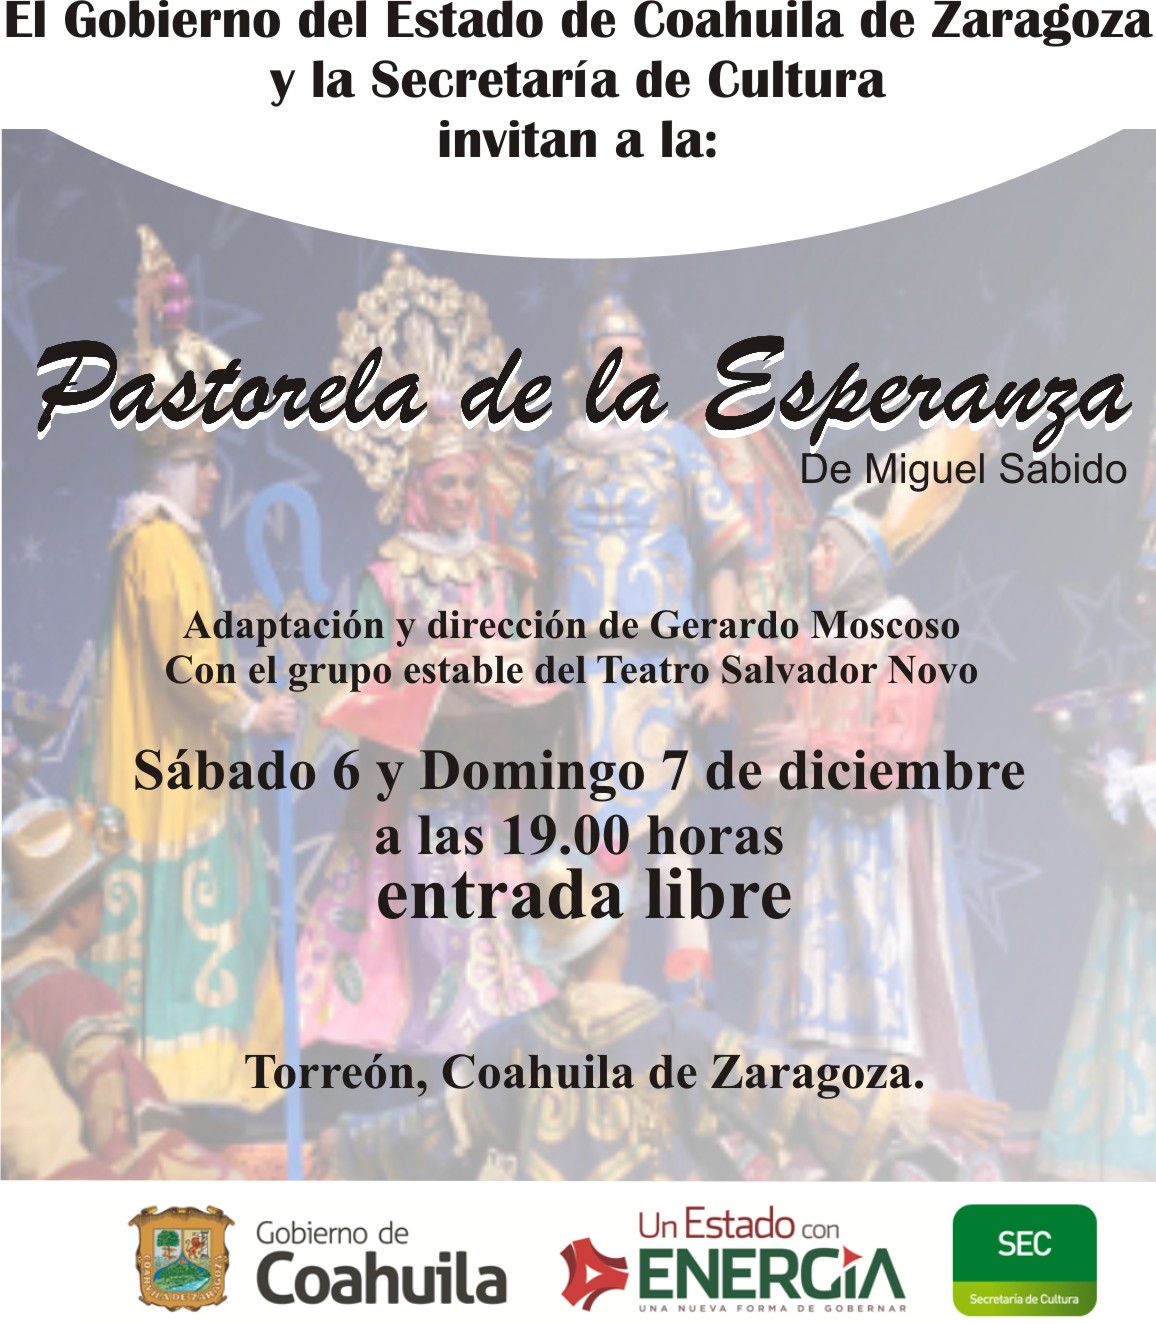 El Gobierno del Estado de Coahuila de Zaragoza
y la Secretaría de Cultura
invitan a la:
Pastorela de la Esperanza
De Miguel Sabido
Adaptación y dirección de Gerardo Moscoso
Con el grupo estable del Teatro Salvador Novo
Sábado 6 y Domingo 7 de diciembre
a las 19.00 horas
entrada libre
Torreón, Coahuila de Zaragoza.
COAHUILA DE ZARAGOZA
Gobierno de
Coahuila
Un Estado con
ENERGÍA
UNA NUEVA FORMA DE GOBERNAR
SEC
Secretaría de Cultura